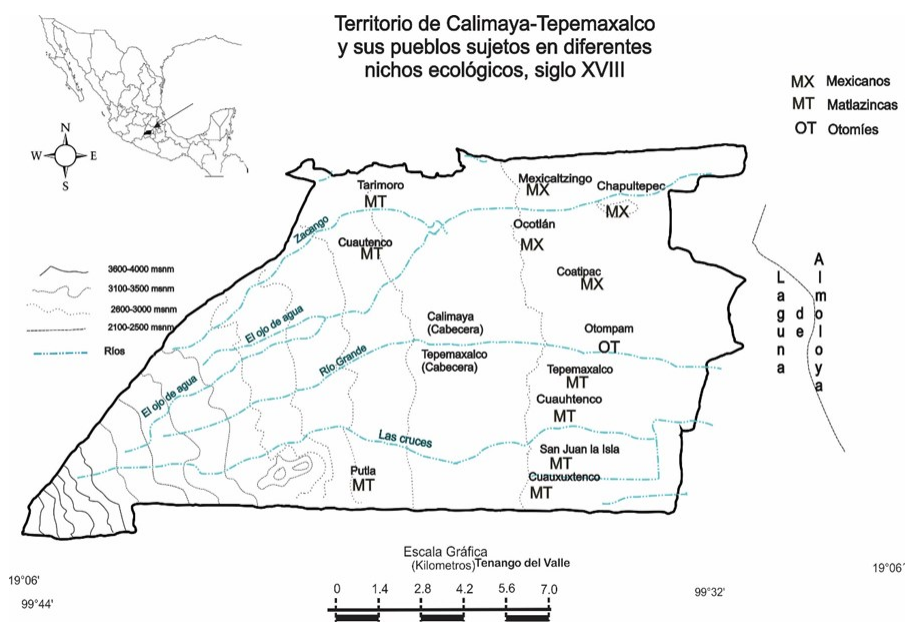 Territorio de Calimaya-Tepemaxalco
y sus pueblos sujetos en diferentes
nichos ecológicos, siglo XVIII
MX Mexicanos
MT Matlazincas
OT Otomíes
N
W E
S
Tarimoro
MT
Mexicaltzingo
MX
Chapultepec
MX
Zacango
Cuautenco
MT
Ocotlán
MX
Coatipac
MX
3600-4000 msnm
3100-3500 msnm
2600-3000 msnm
2100-2500 msnm
Ríos
El ojo de agua
Calimaya
(Cabecera)
Otompam
OT
Tepemaxalco
(Cabecera)
Río Grande
El ojo de agua
Tepemaxalco
MT
Cuauhtenco
MT
Las cruces
San Juan la Isla
MT
Putla
MT
Cuauxuxtenco
MT
Laguna
de
Almoloya
Escala Gráfica
(Kilometros)
Tenango del Valle
0 1.4 2.8 4.2 5.6 7.0
19°06'
99°44'
99°32'
19°06'